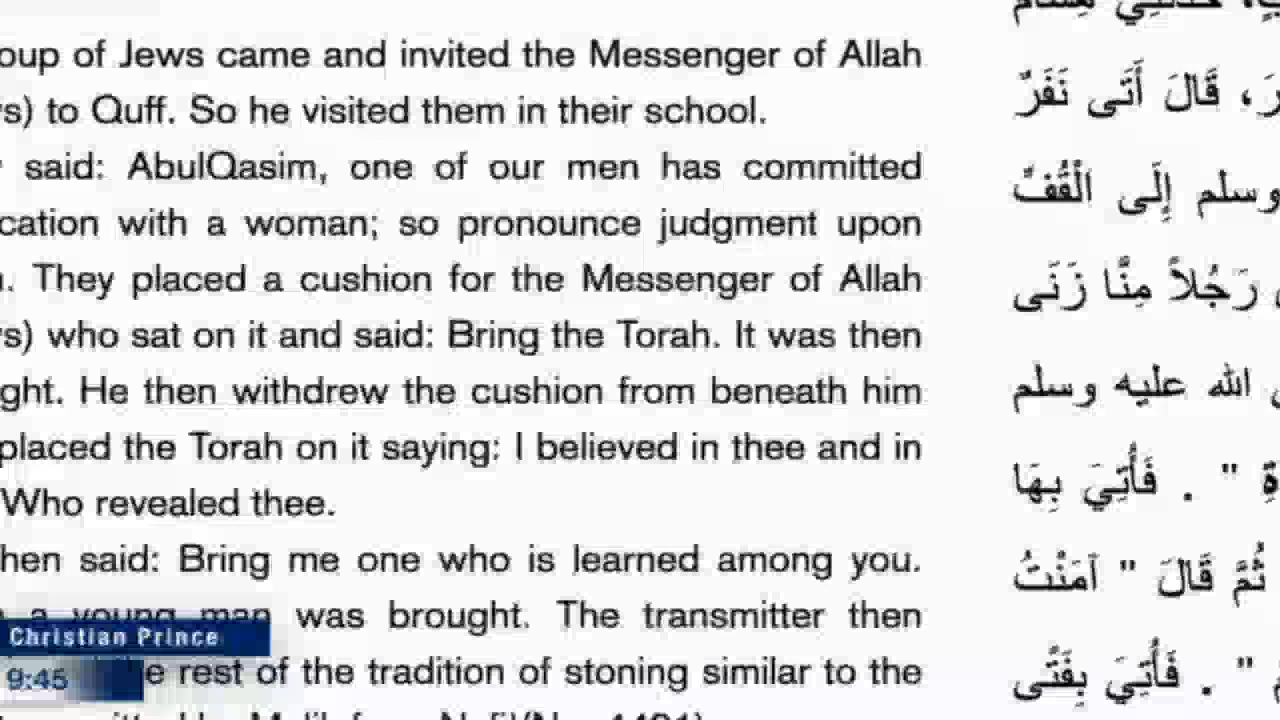 oup of Jews came and invited the Messenger of Allah
s) to Quff. So he visited them in their school.
said: AbulQasim, one of our men has committed
cation with a woman; so pronounce judgment upon
. They placed a cushion for the Messenger of Allah
s) who sat on it and said: Bring the Torah. It was then
ght. He then withdrew the cushion from beneath him
placed the Torah on it saying: I believed in thee and in
Who revealed thee.
hen said: Bring me one who is learned among you.
a young man was brought. The transmitter then
e rest of the tradition of stoning similar to the
رَ، قَالَ أَتَى نَفَرٌ
وسلم إِلَى الْقُفِّ
رَجُلاً مِنَّا زَنَى
الله عليه وسلم
ةِ " . فَأُتِيَ بِهَا
ثُمَّ قَالَ " آمَنْتُ
" . فَأُتِيَ بِفَتًى
Christian Prince
9:45